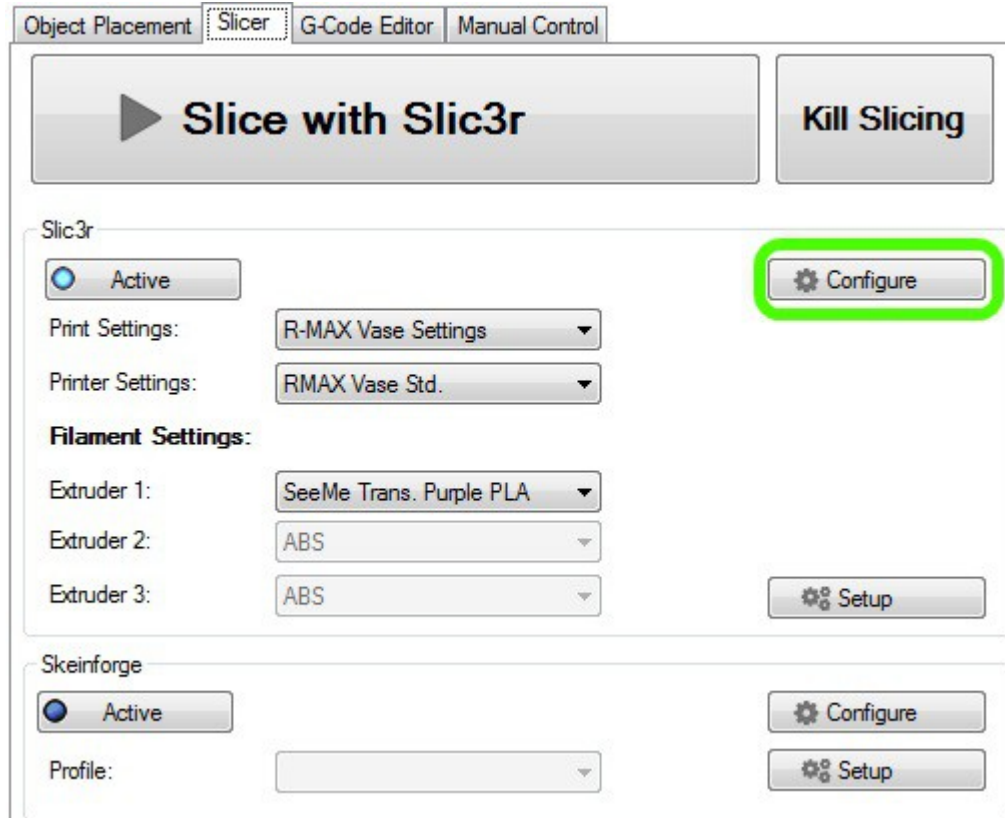 Object Placement Slicer G-Code Editor Manual Control
Slice with Slic3r Kill Slicing
Slic3r
Active Configure
Print Settings: R-MAX Vase Settings
Printer Settings: RMAX Vase Std.
Filament Settings:
Extruder 1: SeeMe Trans. Purple PLA
Extruder 2: ABS
Extruder 3: ABS Setup
Skeinforge
Active Configure
Profile: Setup